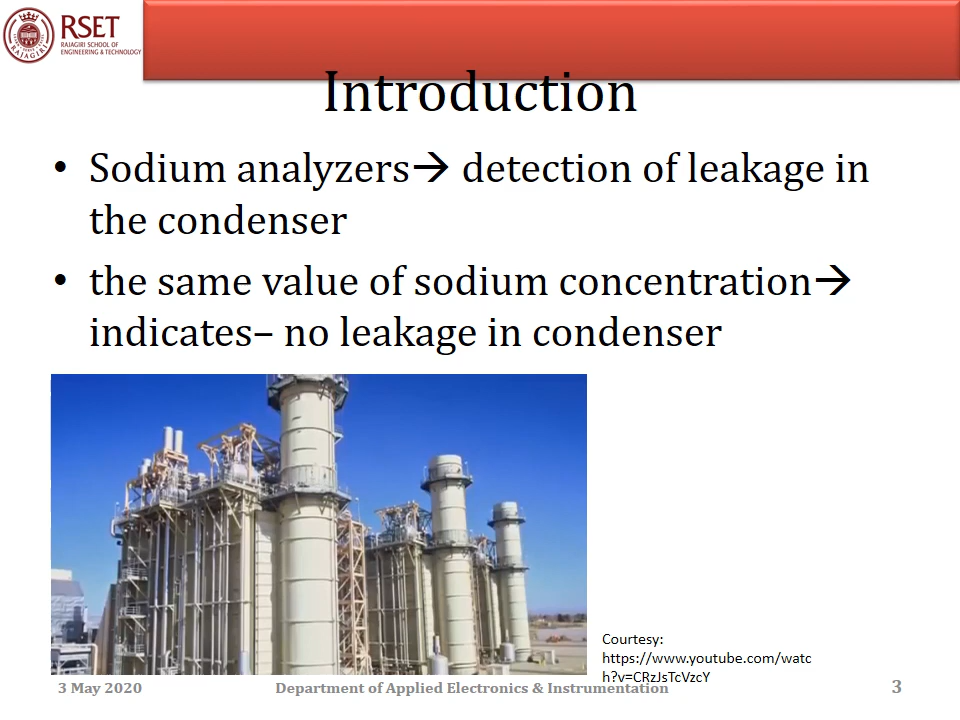 RSET
RAJAGIRI SCHOOL OF
ENGINEERING & TECHNOLOGY
RAJAGIRI
Introduction
• Sodium analyzers→ detection of leakage in
the condenser
• the same value of sodium concentration→
indicates– no leakage in condenser
Courtesy:
https://www.youtube.com/watc
h?v=CRzJsTcVzcY
3 May 2020
Department of Applied Electronics & Instrumentation
3